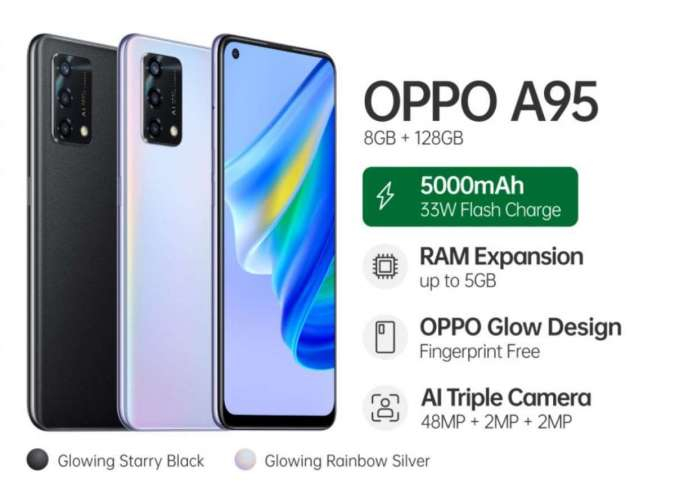 OPPO A95
8GB + 128GB
5000mAh
33W Flash Charge
RAM Expansion
up to 5GB
OPPO Glow Design
Fingerprint Free
AI Triple Camera
48MP + 2MP + 2MP
Glowing Starry Black
Glowing Rainbow Silver